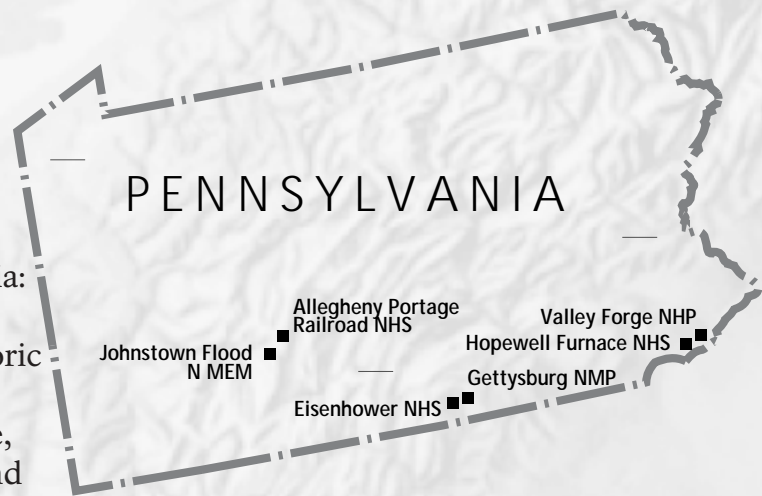 PENNSYLVANIA
Allegheny Portage
Railroad NHS
Johnstown Flood
N MEM
Valley Forge NHP
Hopewell Furnace NHS
Gettysburg NMP
Eisenhower NHS